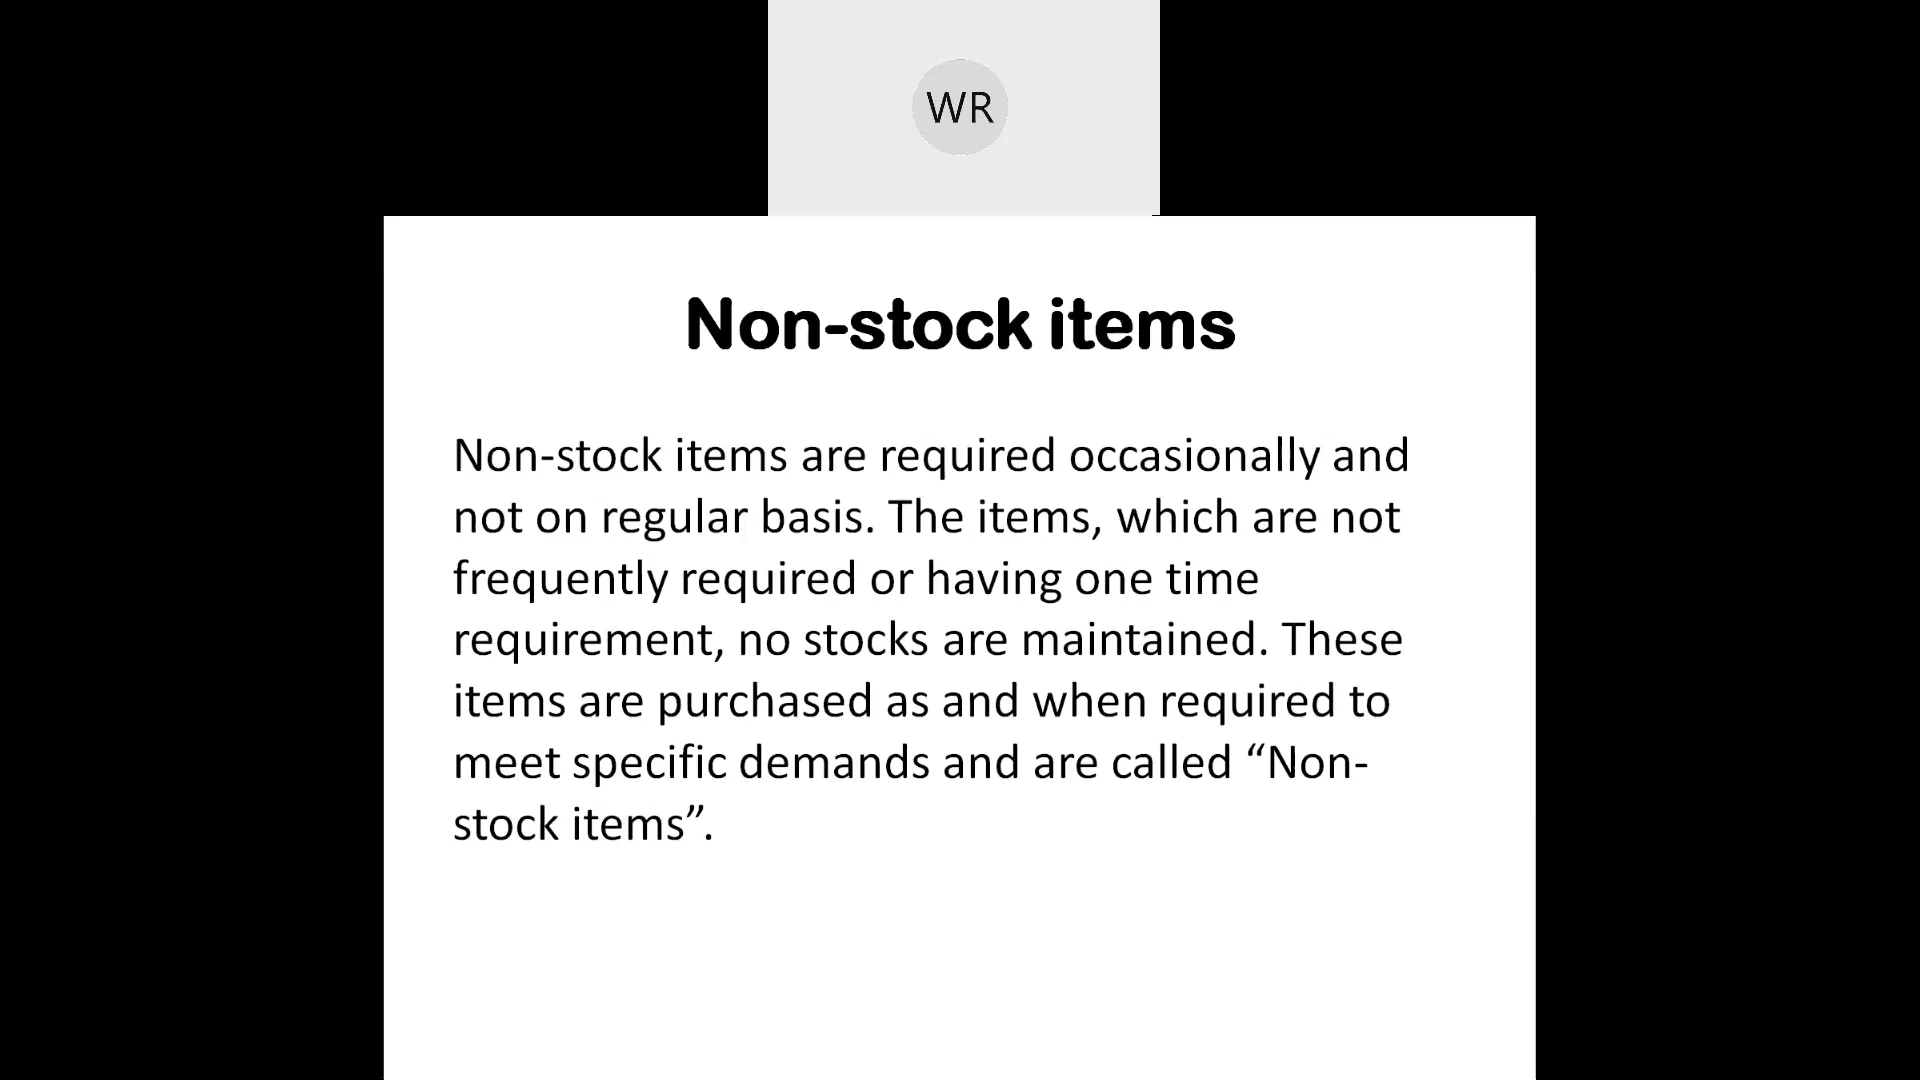 WR
Non-stock items
Non-stock items are required occasionally and
not on regular basis. The items, which are not
frequently required or having one time
requirement, no stocks are maintained. These
items are purchased as and when required to
meet specific demands and are called “Non-
stock items”.